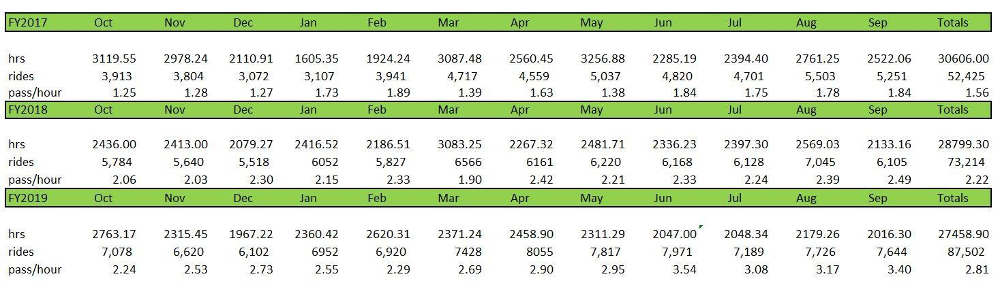 FY2017 Oct Nov Dec Jan Feb Mar Apr May Jun Jul Aug Sep Totals
hrs 3119.55 2978.24 2110.91 1605.35 1924.24 3087.48 2560.45 3256.88 2285.19 2394.40 2761.25 2522.06 30606.00
rides 3,913 3,804 3,072 3,107 3,941 4,717 4,559 5,037 4,820 4,701 5,503 5,251 52,425
pass/hour 1.25 1.28 1.27 1.73 1.89 1.39 1.63 1.38 1.84 1.75 1.78 1.84 1.56
FY2018 Oct Nov Dec Jan Feb Mar Apr May Jun Jul Aug Sep Totals
hrs 2436.00 2413.00 2079.27 2416.52 2186.51 3083.25 2267.32 2481.71 2336.23 2397.30 2569.03 2133.16 28799.30
rides 5,784 5,640 5,518 6052 5,827 6566 6161 6,220 6,168 6,128 7,045 6,105 73,214
pass/hour 2.06 2.03 2.30 2.15 2.33 1.90 2.42 2.21 2.33 2.24 2.39 2.49 2.22
FY2019 Oct Nov Dec Jan Feb Mar Apr May Jun Jul Aug Sep Totals
hrs 2763.17 2315.45 1967.22 2360.42 2620.31 2371.24 2458.90 2311.29 2047.00 2048.34 2179.26 2016.30 27458.90
rides 7,078 6,620 6,102 6952 6,920 7428 8055 7,817 7,971 7,189 7,726 7,644 87,502
pass/hour 2.24 2.53 2.73 2.55 2.29 2.69 2.90 2.95 3.54 3.08 3.17 3.40 2.81